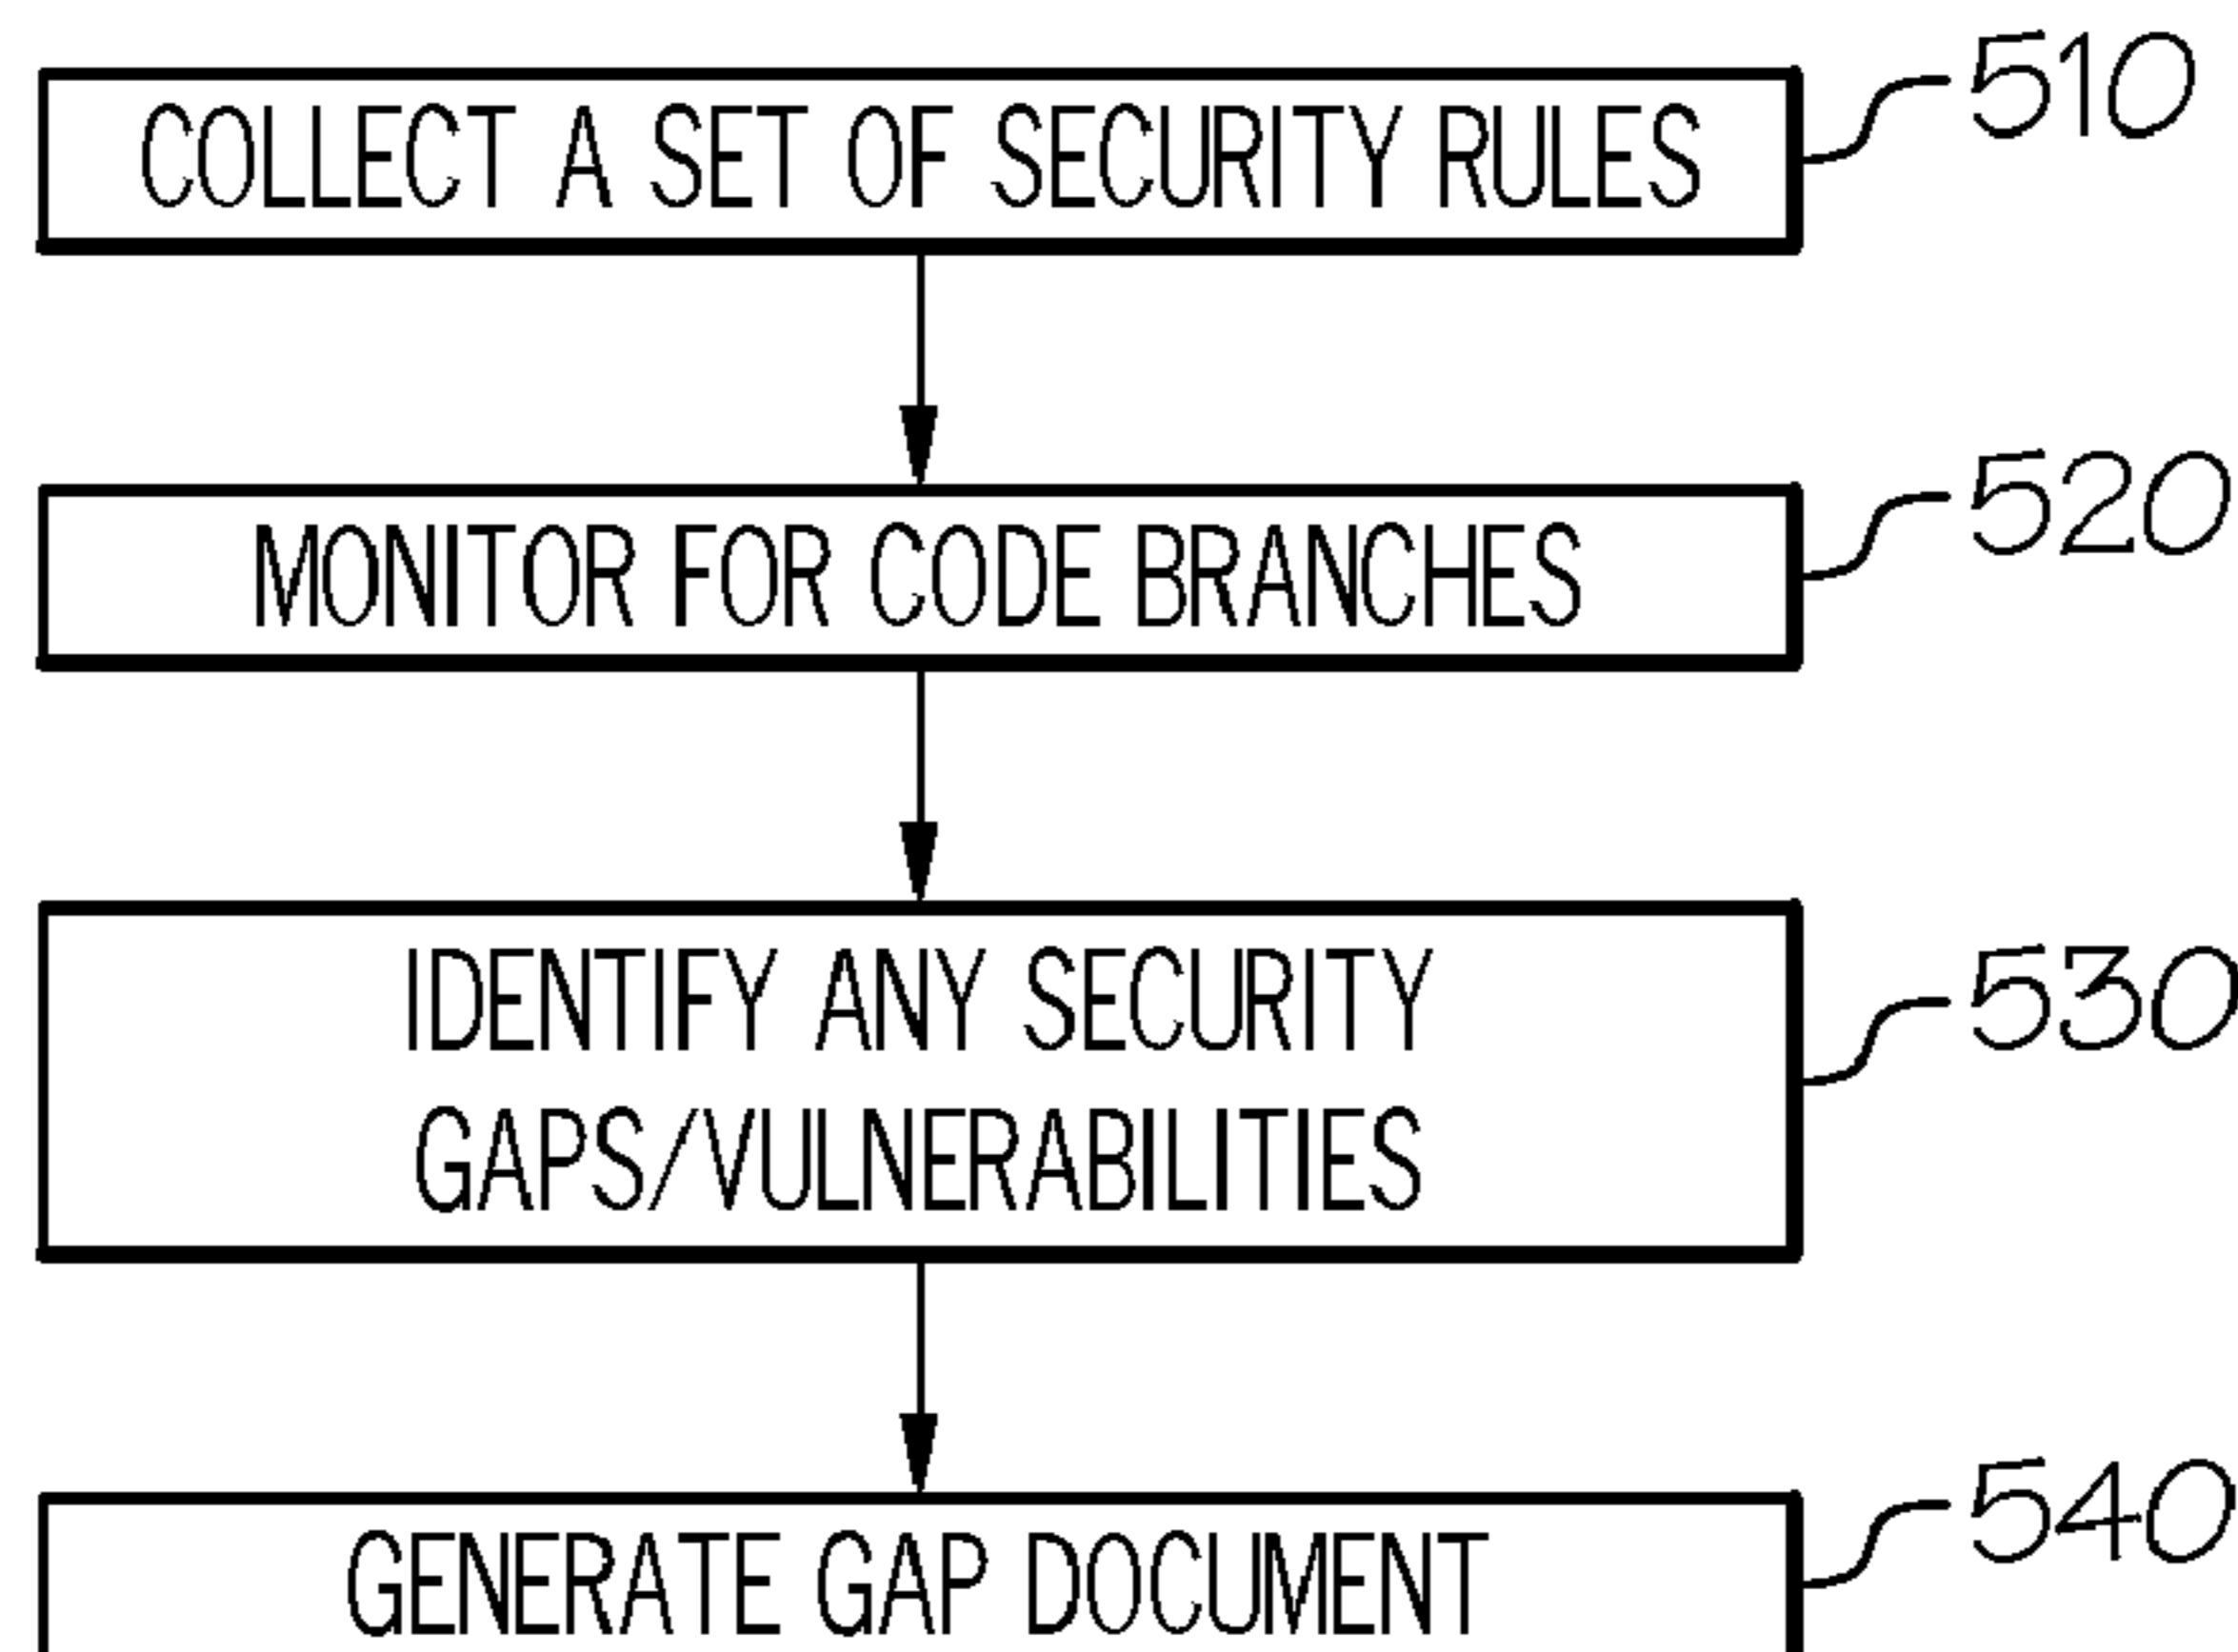 COLLECT A SET OF SECURITY RULES
510
MONITOR FOR CODE BRANCHES
520
IDENTIFY ANY SECURITY
GAPS/VULNERABILITIES
530
GENERATE GAP DOCUMENT
540